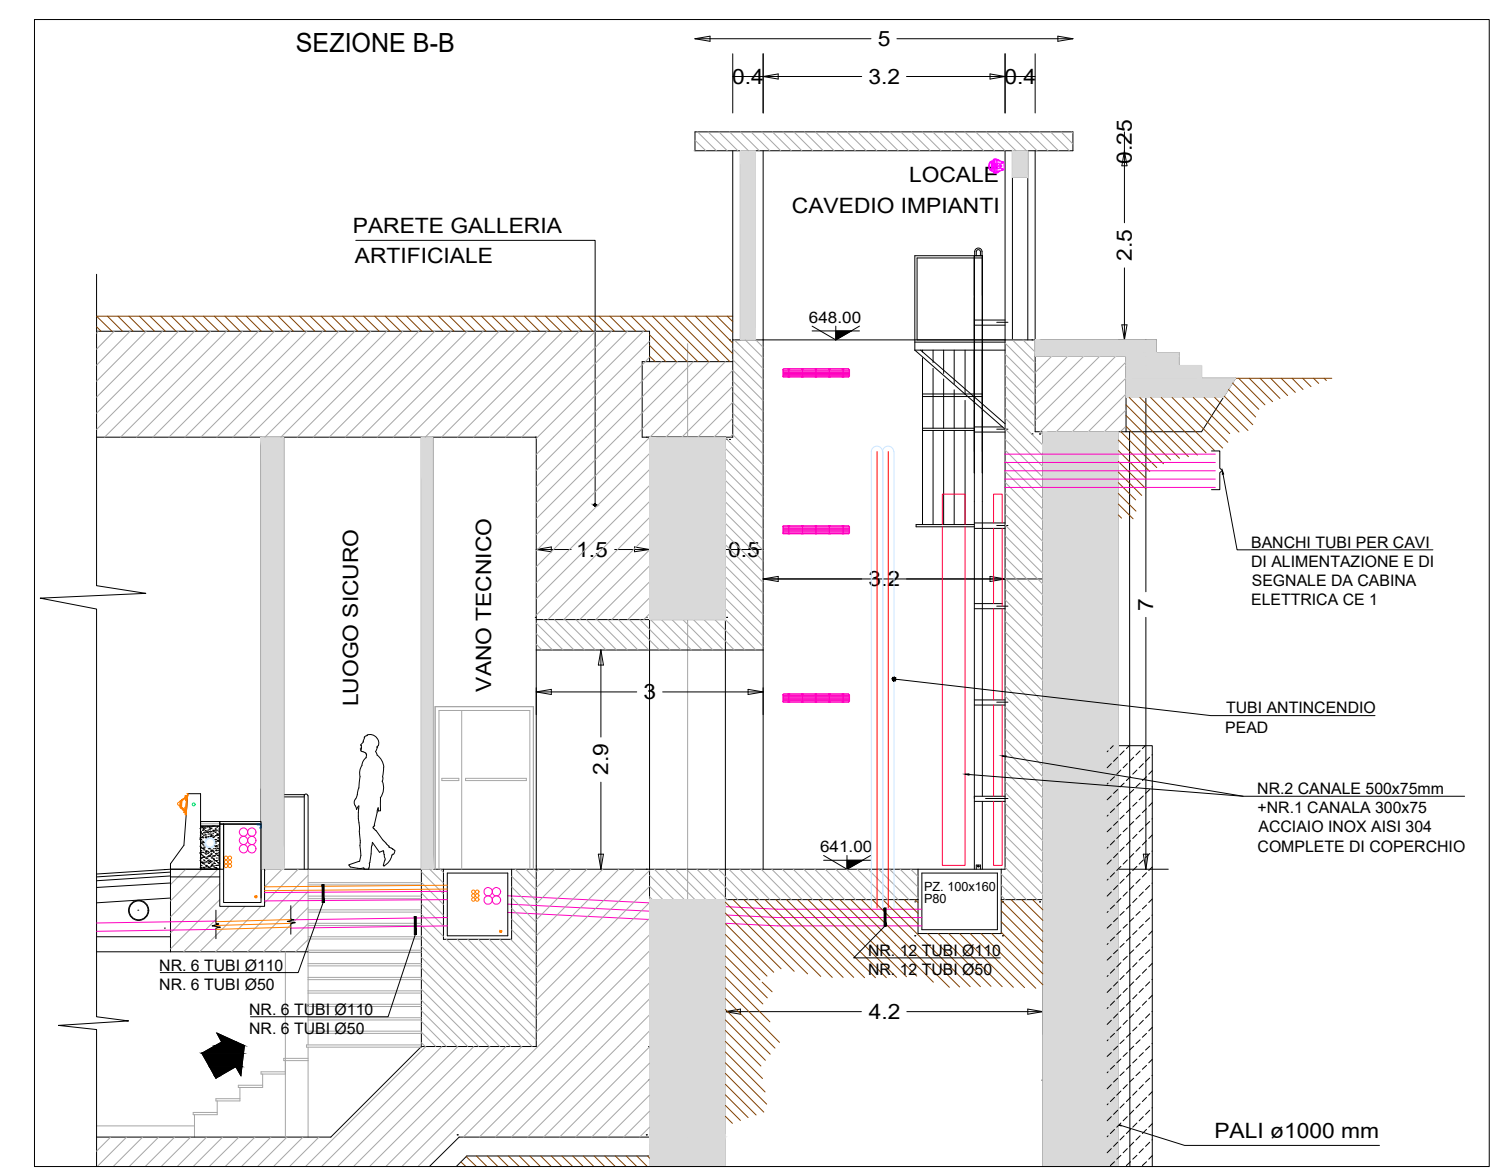 SEZIONE B-B
5
0.4
3.2
0.4
0.25
2.5
LOCALE
CAVEDIO IMPIANTI
PARETE GALLERIA
ARTIFICIALE
648.00
LUOGO SICURO
VANO TECNICO
1.5
0.5
3.2
7
BANCHI TUBI PER CAVI
DI ALIMENTAZIONE E DI
SEGNALE DA CABINA
ELETTRICA CE 1
3
2.9
TUBI ANTINCENDIO
PEAD
NR.2 CANALE 500x75mm
+NR.1 CANALA 300x75
ACCIAIO INOX AISI 304
COMPLETE DI COPERCHIO
641.00
PZ. 100x160
P80
NR. 6 TUBI Ø110
NR. 6 TUBI Ø50
NR. 12 TUBI Ø110
NR. 12 TUBI Ø50
NR. 6 TUBI Ø110
NR. 6 TUBI Ø50
4.2
PALI ø1000 mm